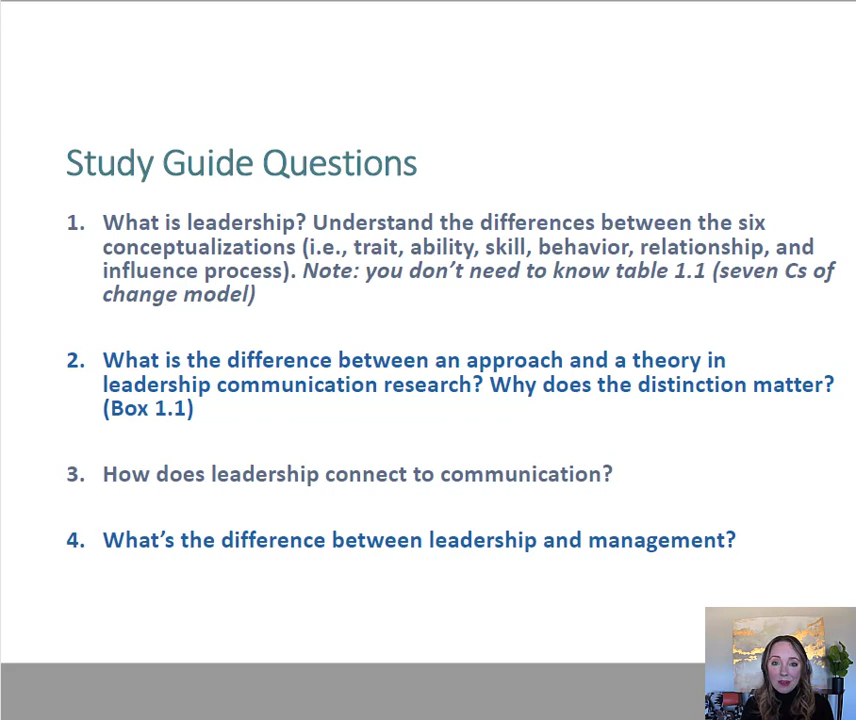 Study Guide Questions
1. What is leadership? Understand the differences between the six
conceptualizations (i.e., trait, ability, skill, behavior, relationship, and
influence process). Note: you don’t need to know table 1.1 (seven Cs of
change model)
2. What is the difference between an approach and a theory in
leadership communication research? Why does the distinction matter?
(Box 1.1)
3. How does leadership connect to communication?
4. What’s the difference between leadership and management?